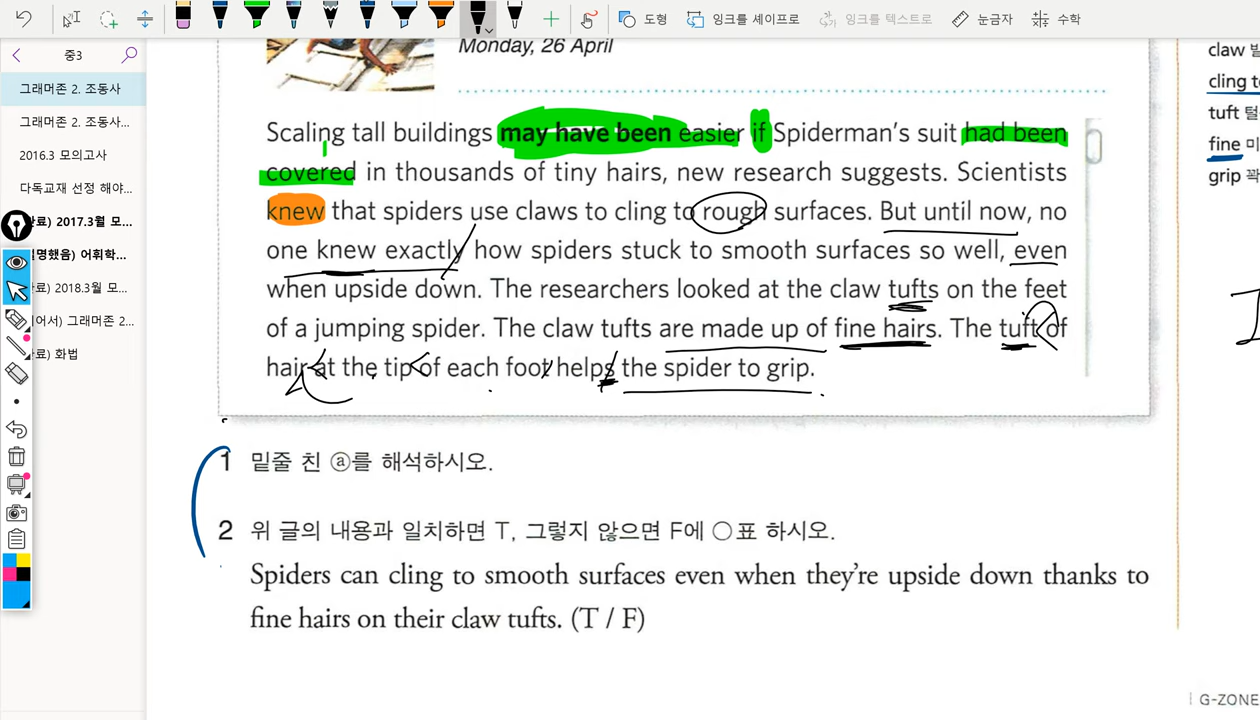 도형
잉크를 셰이프로
잉크를 텍스트로
눈금자
수학
중3
그래머존 2. 조동사
그래머존 2. 조동사...
2016.3 모의고사
다독교재 선정 해야...
료) 2017.3월 모...
명했음) 어휘학...
료) 2018.3월 모...
어서) 그래머존 2...
료) 화법
Monday, 26 April
Scaling tall buildings may have been easier if Spiderman's suit had been
covered in thousands of tiny hairs, new research suggests. Scientists
knew that spiders use claws to cling to rough surfaces. But until now, no
one knew exactly how spiders stuck to smooth surfaces so well, even
when upside down. The researchers looked at the claw tufts on the feet
of a jumping spider. The claw tufts are made up of fine hairs. The tuft of
hair at the tip of each foot helps the spider to grip.
claw 발
cling to
tuft 털
fine 미
grip 꽉
1 밑줄 친 ⓐ를 해석하시오.
2 위 글의 내용과 일치하면 T, 그렇지 않으면 F에 ○표 하시오.
Spiders can cling to smooth surfaces even when they're upside down thanks to
fine hairs on their claw tufts. (T / F)
G-ZONE